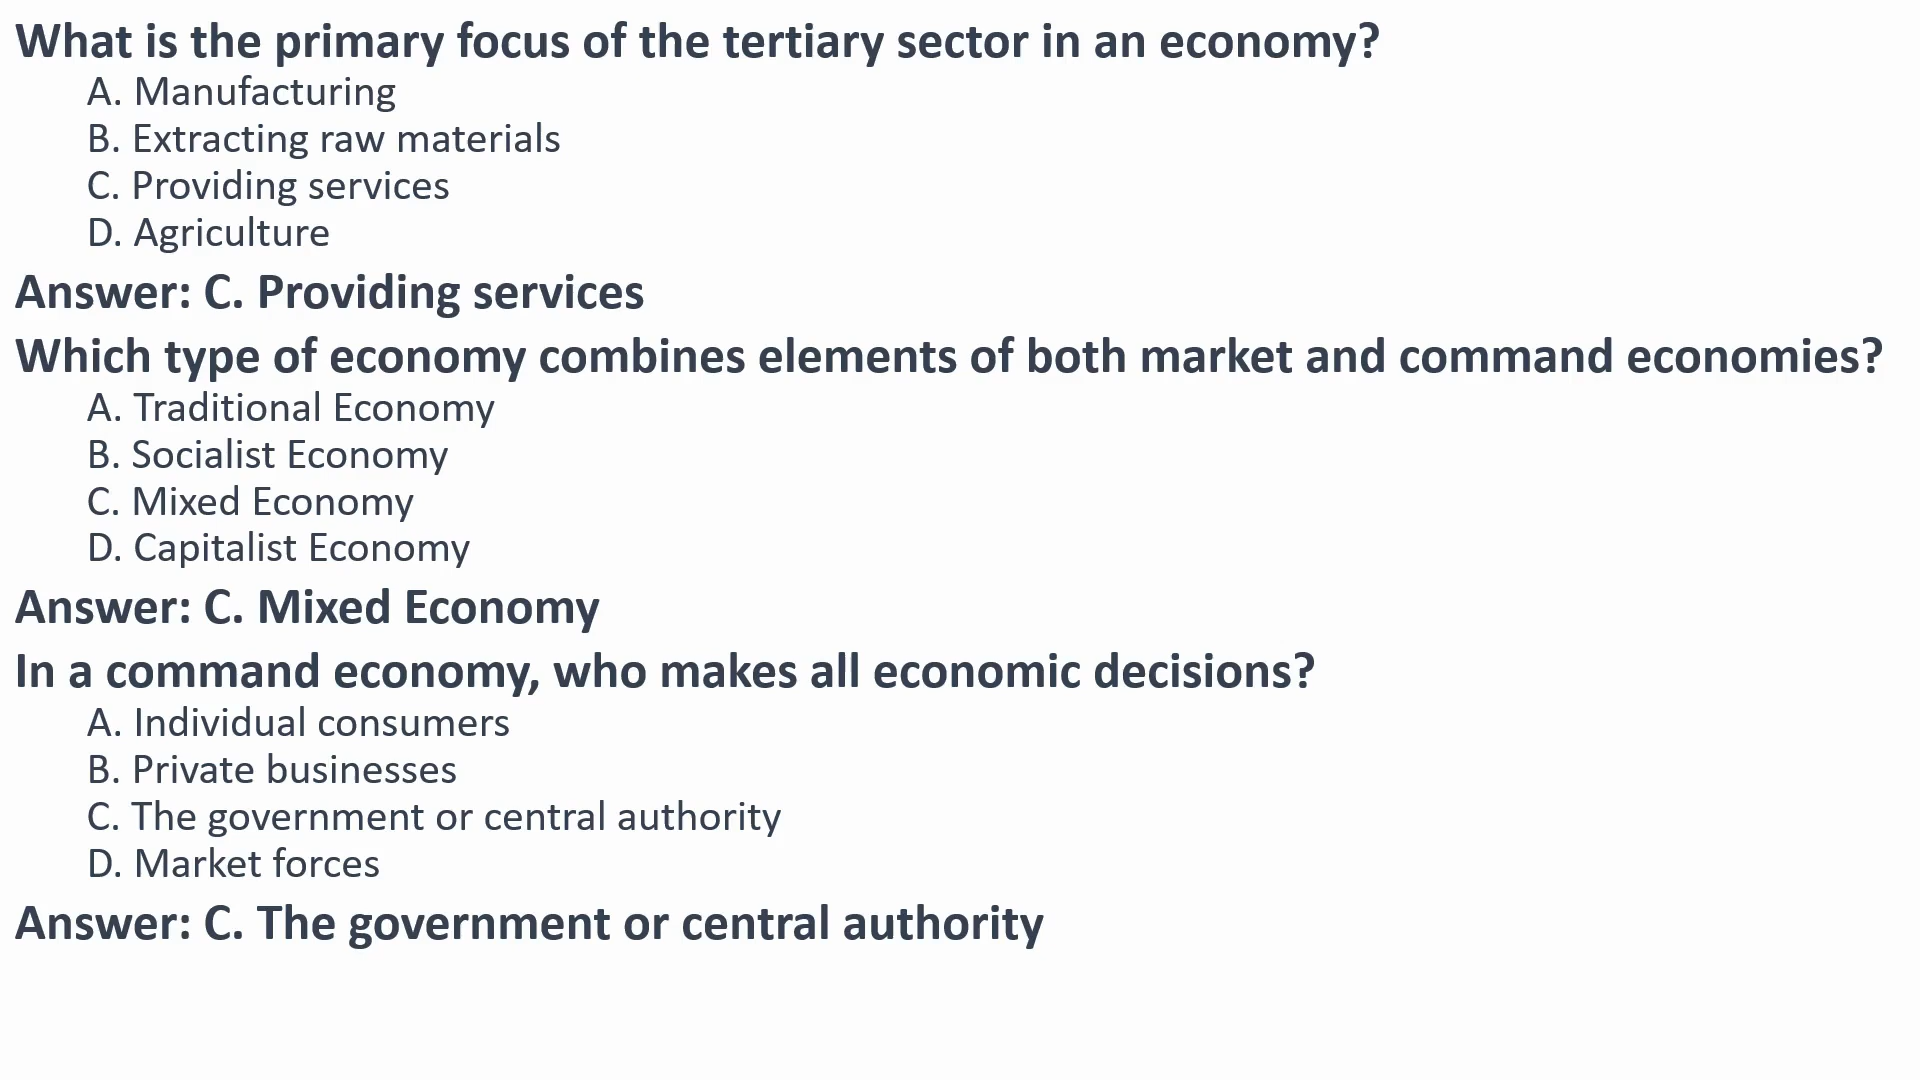 What is the primary focus of the tertiary sector in an economy?
A. Manufacturing
B. Extracting raw materials
C. Providing services
D. Agriculture
Answer: C. Providing services
Which type of economy combines elements of both market and command economies?
A. Traditional Economy
B. Socialist Economy
C. Mixed Economy
D. Capitalist Economy
Answer: C. Mixed Economy
In a command economy, who makes all economic decisions?
A. Individual consumers
B. Private businesses
C. The government or central authority
D. Market forces
Answer: C. The government or central authority